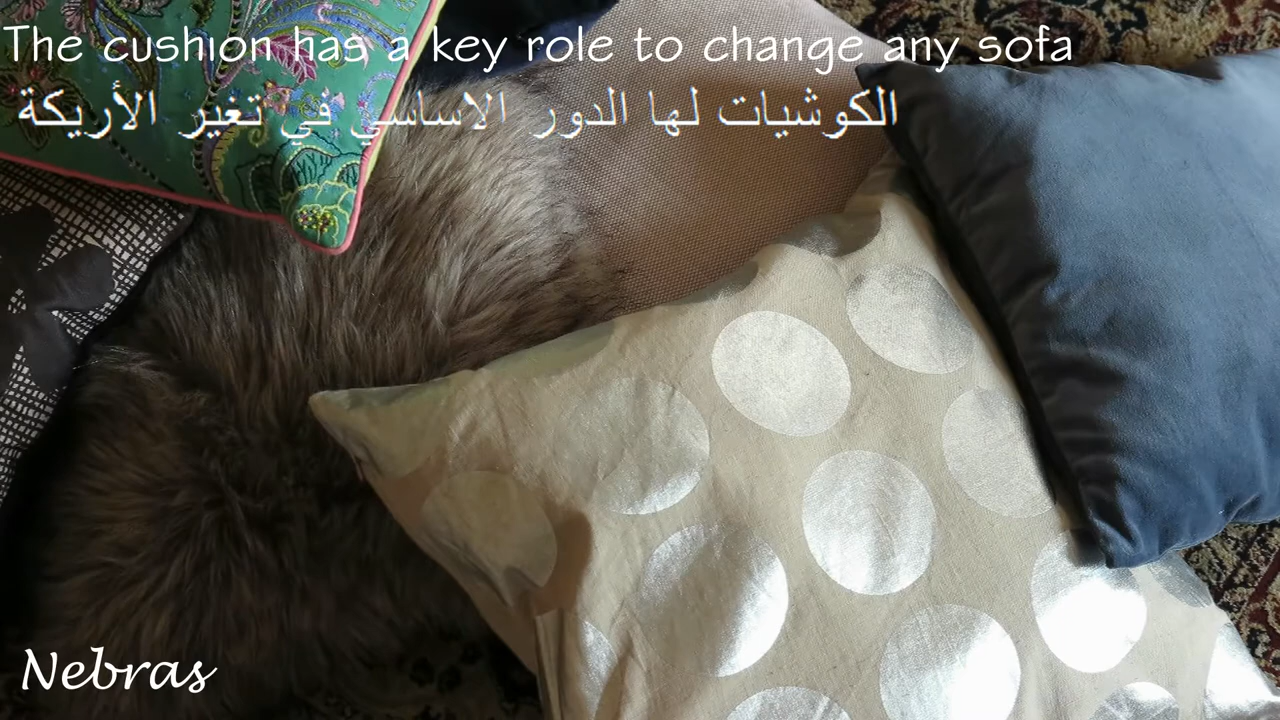 The cushion has a key role to change any sofa
الكوشيات لها الدور الاساسي في تغير الأريكة
Nebras